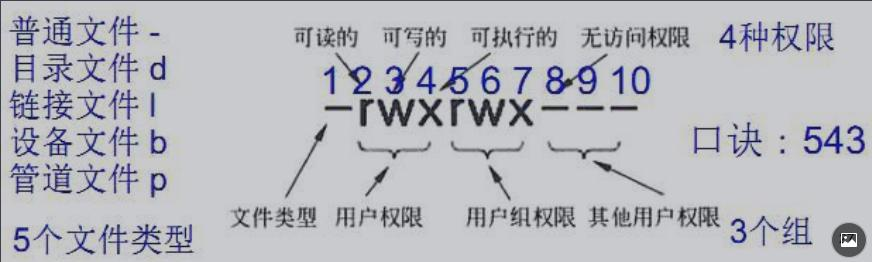 普通文件 -
目录文件 d
链接文件 l
设备文件 b
管道文件 p
5个文件类型
可读的 可写的 可执行的 无访问权限
1 2 3 4 5 6 7 8 9 10
-rwxrwx---
文件类型 用户权限 用户组权限 其他用户权限
4种权限
口诀：543
3个组